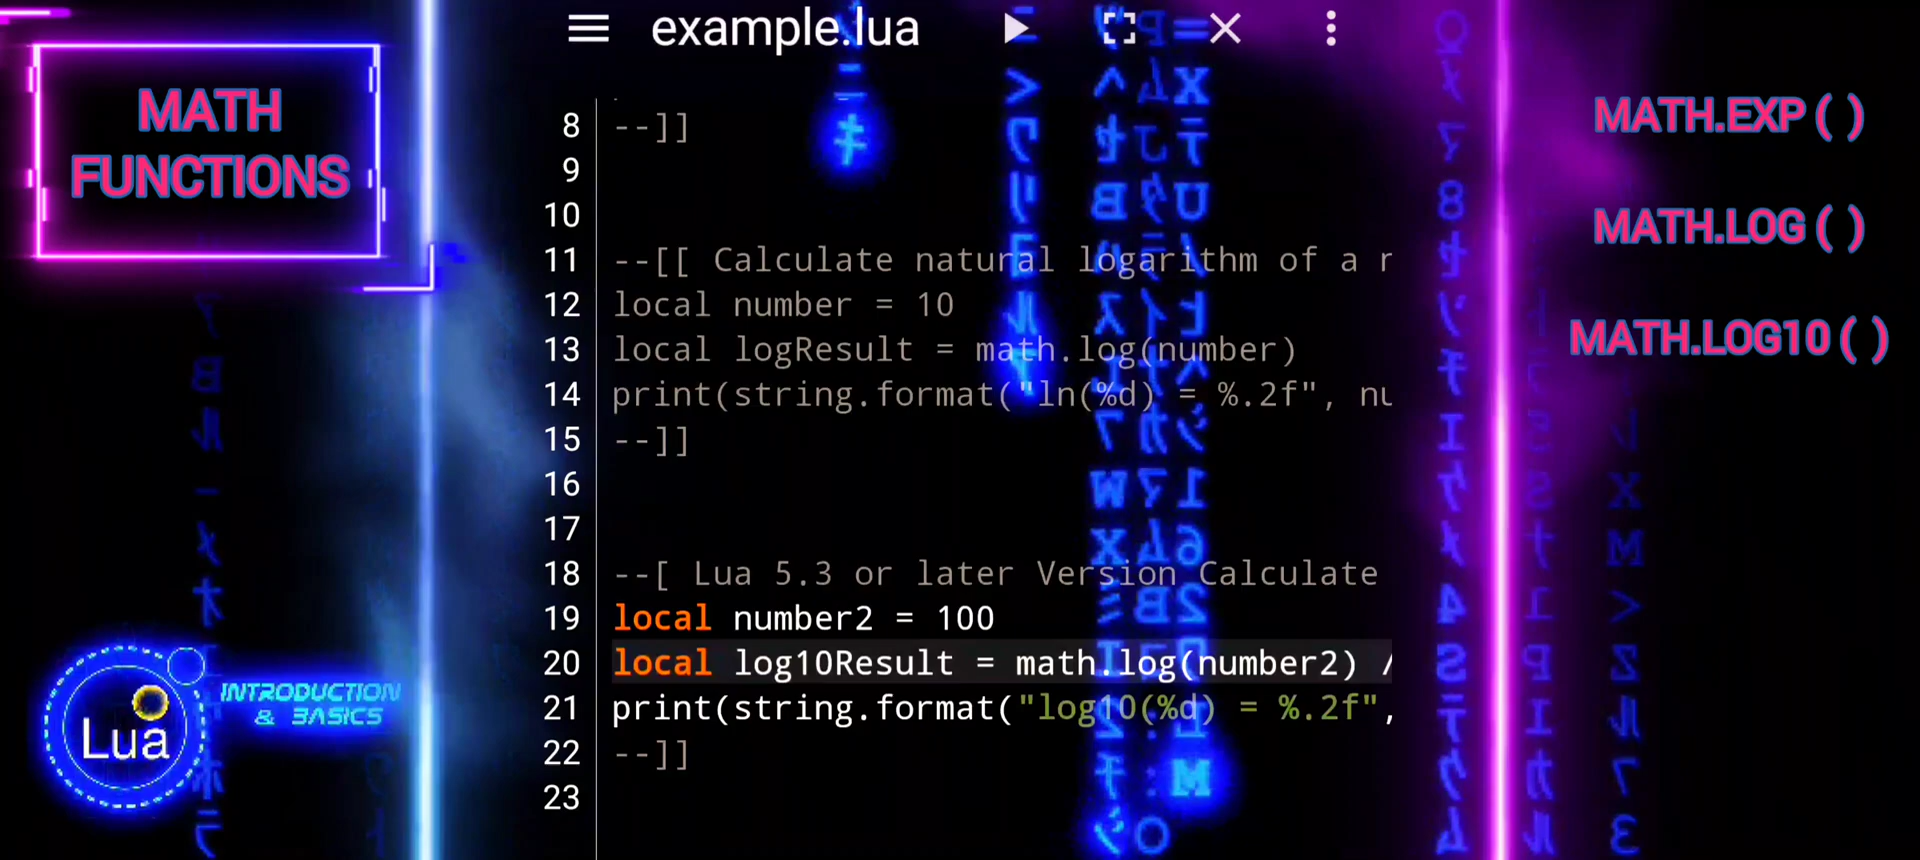 MATH
FUNCTIONS
example.lua
8 --]]
9
10
11 --[[ Calculate natural logarithm of a
12 local number = 10
13 local logResult = math.log(number)
14 print(string.format("ln(%d) = %.2f",
15 --]]
16
17
18 --[ Lua 5.3 or later Version Calculate
19 local number2 = 100
20 local log10Result = math.log(number2) /
21 print(string.format("log10(%d) = %.2f",
22 --]]
23
MATH.EXP ( )
MATH.LOG ( )
MATH.LOG10 ( )
Lua
INTRODUCTION
& BASICS